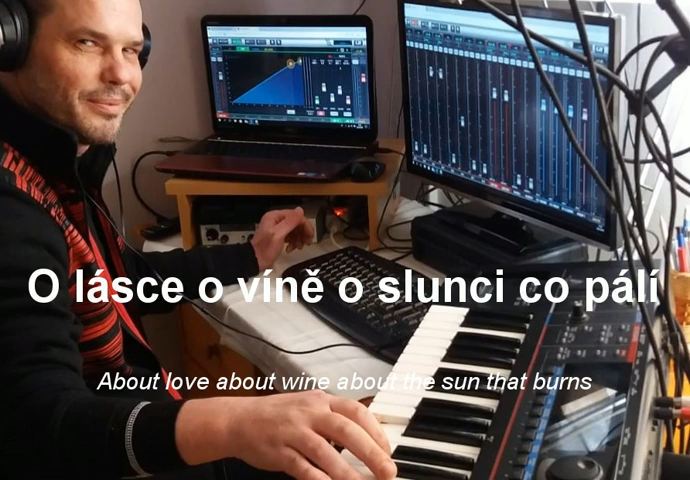 O lásce o víně o slunci co pálí
About love about wine about the sun that burns